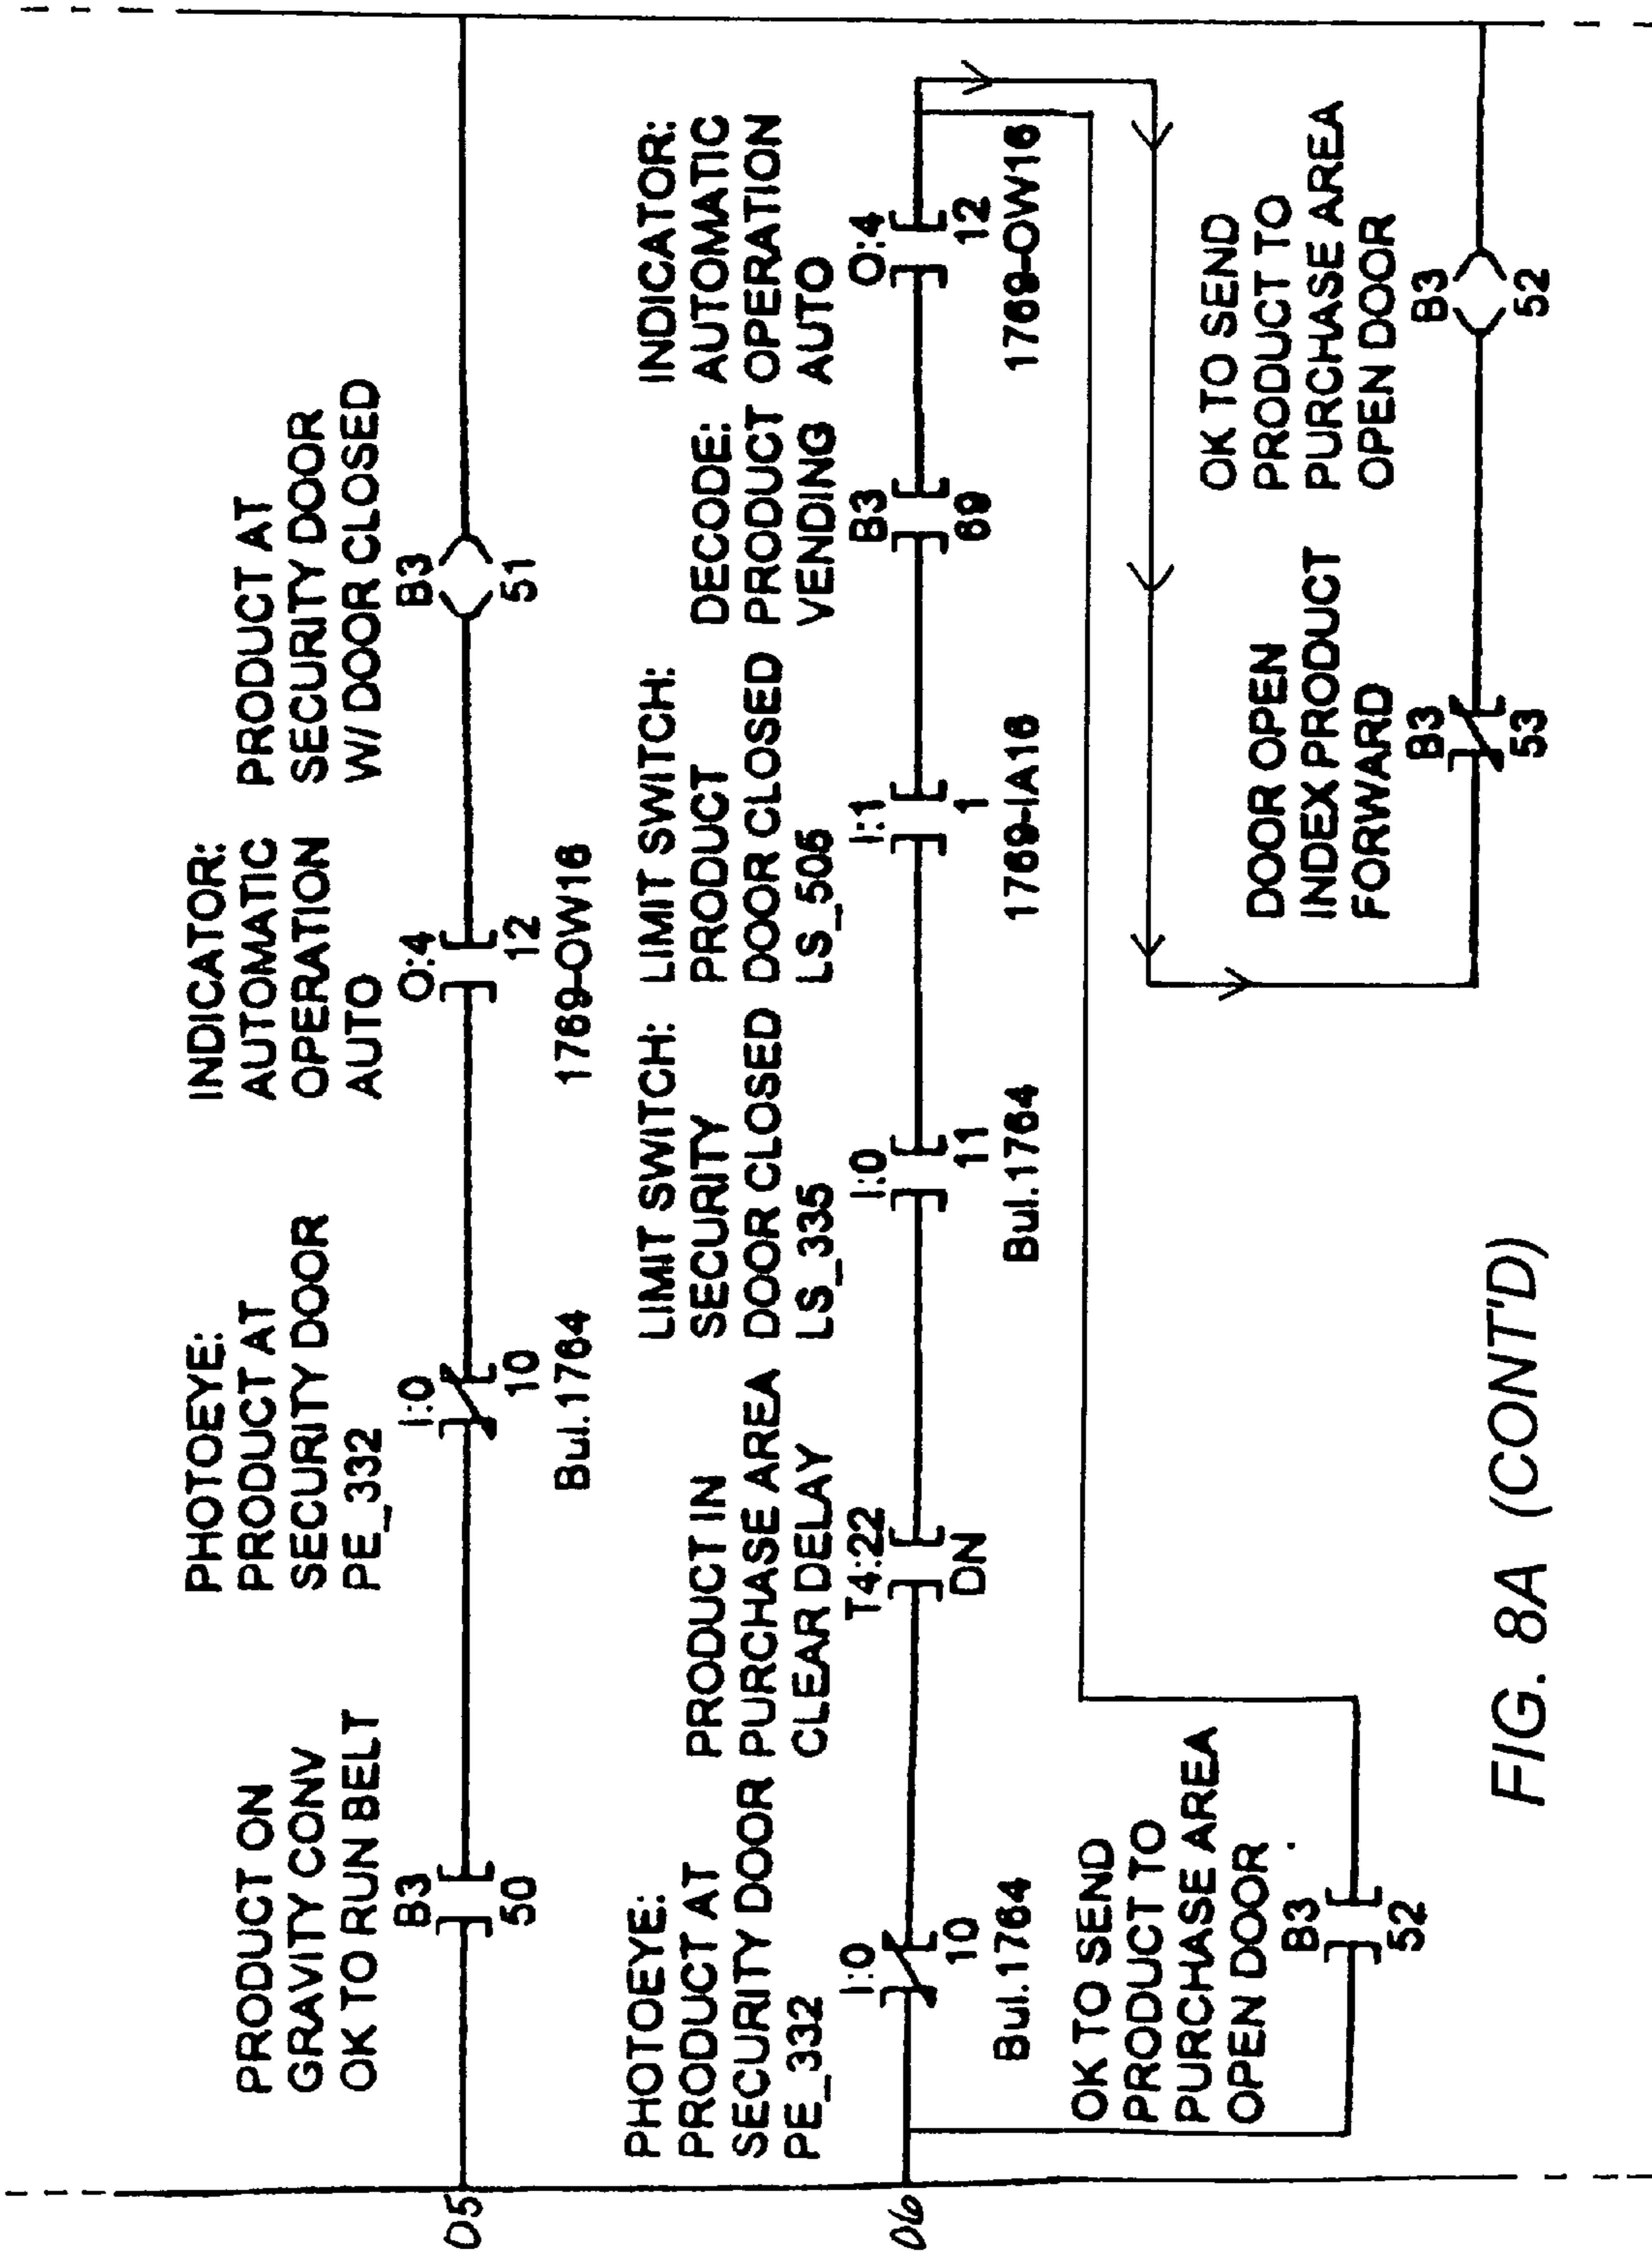 05
PRODUCT ON
GRAVITY CONV
OK TO RUN BELT
B3
50
PHOTOEYE:
PRODUCT AT
SECURITY DOOR
PE_332
I:0
10
Bul.1764
INDICATOR:
AUTOMATIC
OPERATION
AUTO
O:4
12
1769-OW16
PRODUCT AT
SECURITY DOOR
W/ DOOR CLOSED
B3
51
06
PHOTOEYE:
PRODUCT AT
SECURITY DOOR
PE_332
I:0
10
Bul.1764
PRODUCT IN
PURCHASE AREA
CLEAR DELAY
T4:22
DN
LIMIT SWITCH:
SECURITY
DOOR CLOSED
LS_335
I:0
11
Bul.1764
LIMIT SWITCH:
PRODUCT
DOOR CLOSED
LS_505
I:1
1
1769-IA16
DECODE:
PRODUCT
VENDING
B3
69
INDICATOR:
AUTOMATIC
OPERATION
AUTO
O:4
12
1769-OW16
OK TO SEND
PRODUCT TO
PURCHASE AREA
OPEN DOOR
B3
52
DOOR OPEN
INDEX PRODUCT
FORWARD
B3
53
OK TO SEND
PRODUCT TO
PURCHASE AREA
OPEN DOOR
B3
52
FIG. 8A (CONT'D)